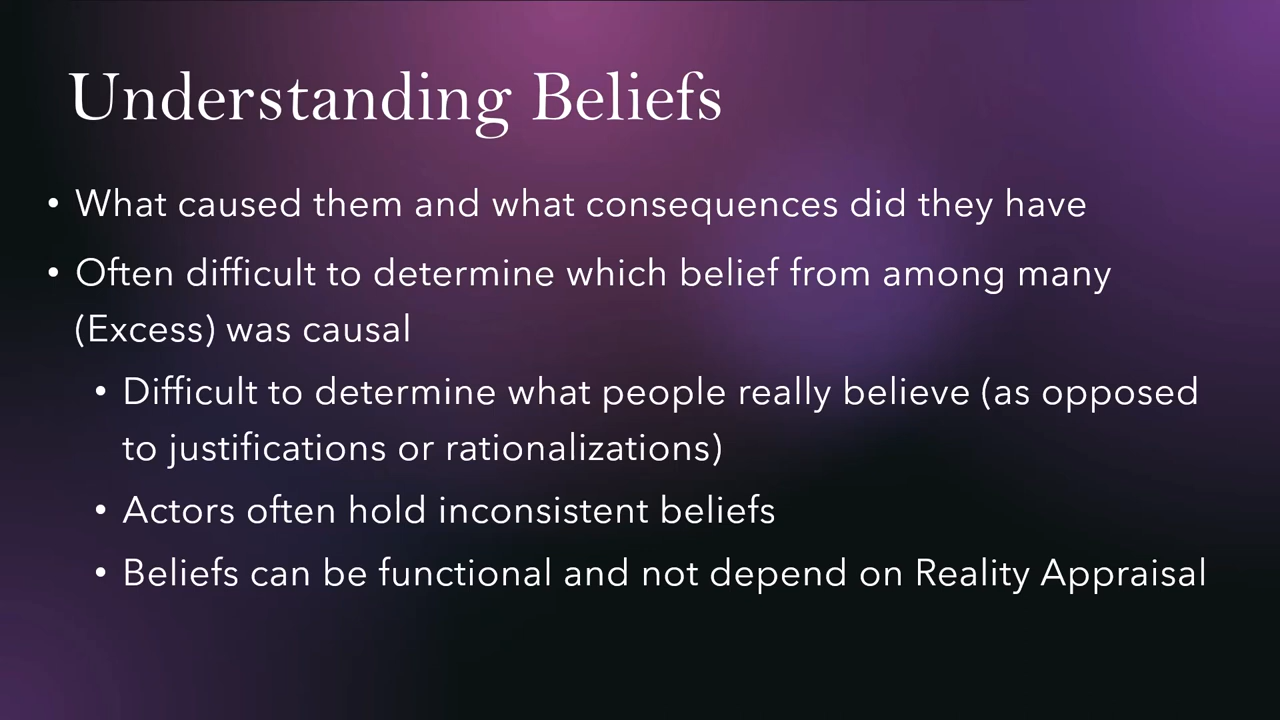 Understanding Beliefs
• What caused them and what consequences did they have
• Often difficult to determine which belief from among many
(Excess) was causal
• Difficult to determine what people really believe (as opposed
to justifications or rationalizations)
• Actors often hold inconsistent beliefs
• Beliefs can be functional and not depend on Reality Appraisal